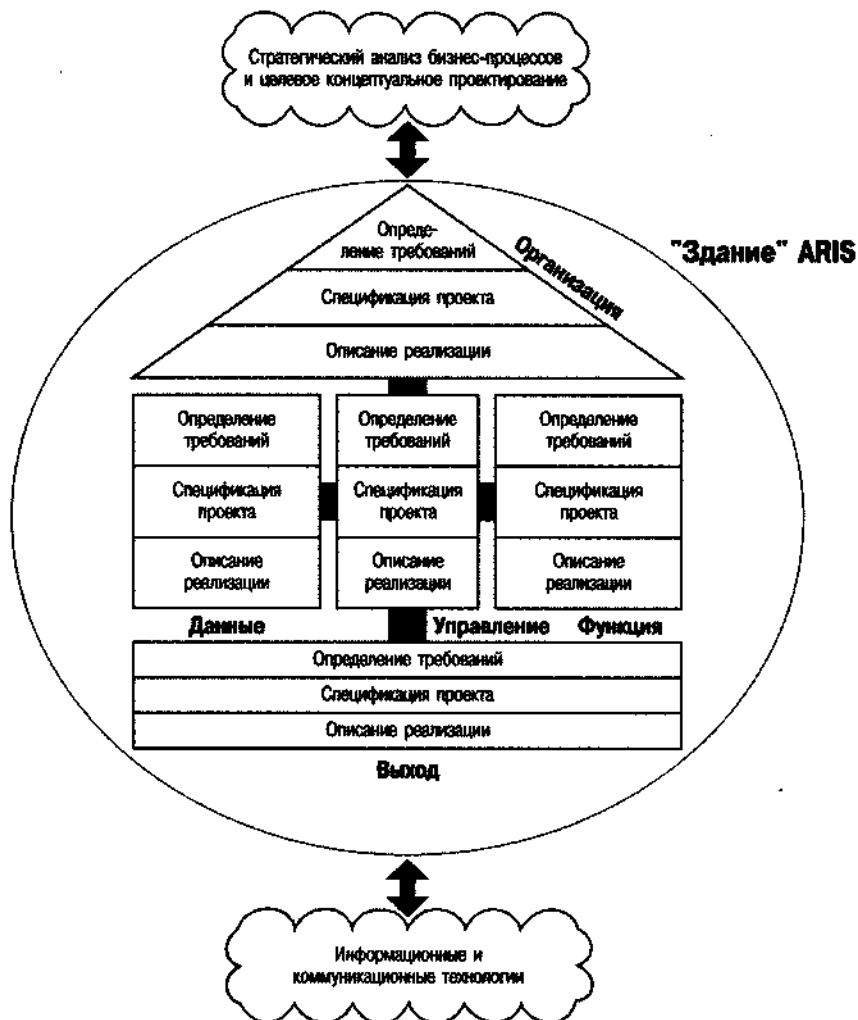 Стратегический анализ бизнес-процессов
и целевое концептуальное проектирование
"Здание" ARIS
Опреде-
ление требований
Организация
Спецификация проекта
Описание реализации
Определение
требований
Спецификация
проекта
Описание
реализации
Данные
Определение
требований
Спецификация
проекта
Описание
реализации
Управление
Определение
требований
Спецификация
проекта
Описание
реализации
Функция
Определение требований
Спецификация проекта
Описание реализации
Выход
Информационные и
коммуникационные технологии